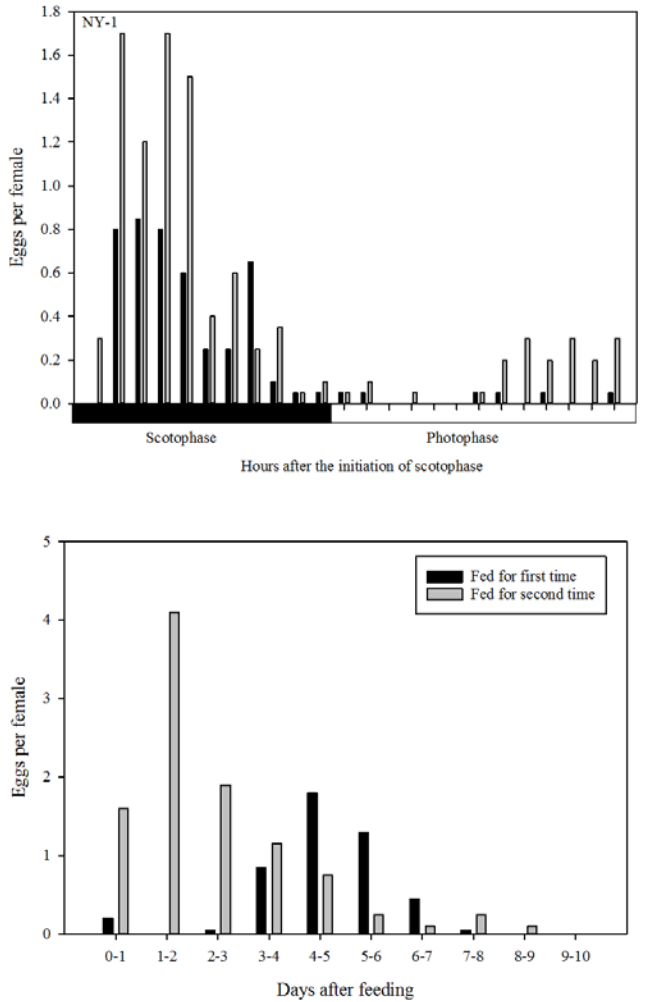 NY-1
1.8
1.6
1.4
1.2
1.0
0.8
0.6
0.4
0.2
0.0
Eggs per female
Scotophase Photophase
Hours after the initiation of scotophase
Fed for first time
Fed for second time
5
4
3
2
1
0
Eggs per female
0-1 1-2 2-3 3-4 4-5 5-6 6-7 7-8 8-9 9-10
Days after feeding